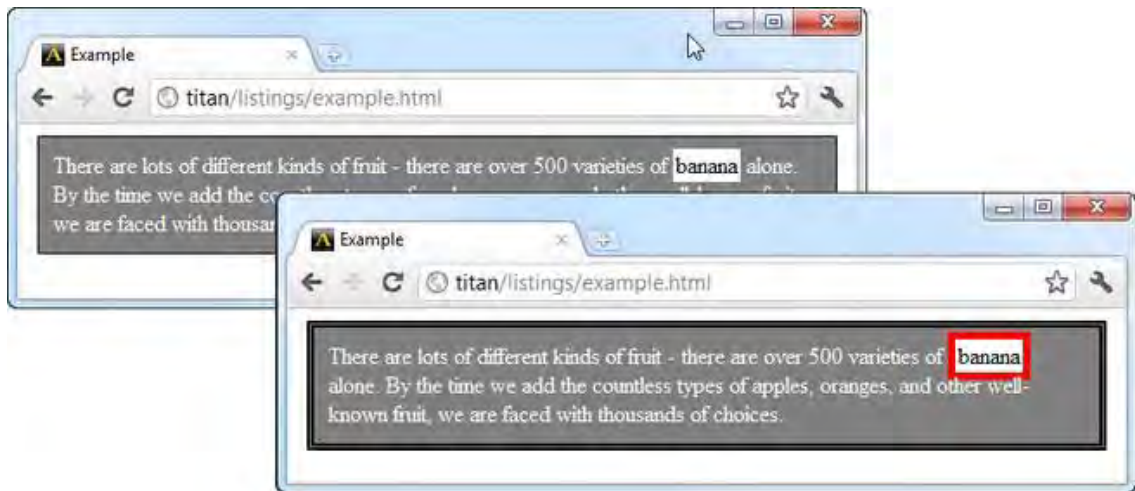 Example
titan/listings/example.html
There are lots of different kinds of fruit - there are over 500 varieties of banana alone.
By the time we add the
we are faced with
Example
titan/listings/example.html
There are lots of different kinds of fruit - there are over 500 varieties of banana
alone. By the time we add the countless types of apples, oranges, and other well-
known fruit, we are faced with thousands of choices.